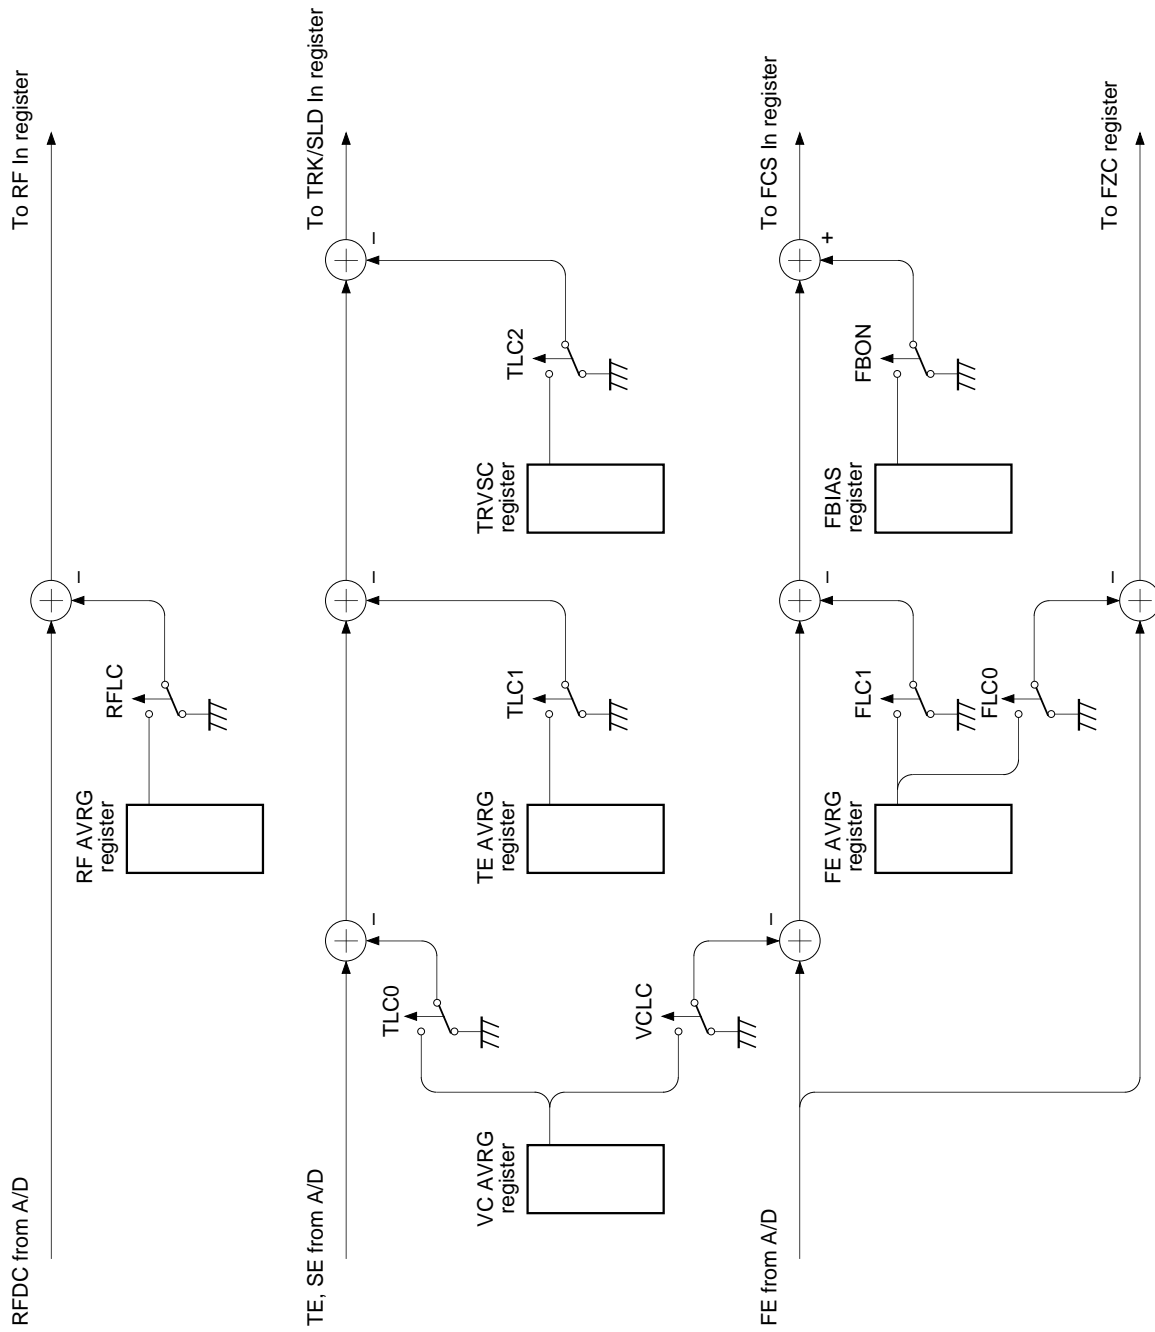 RFDC from A/D
RF AVRG
register
RFLC
−
To RF In register
TE, SE from A/D
TLC0
−
VC AVRG
register
VCLC
−
TE AVRG
register
TLC1
−
TRVSC
register
TLC2
−
To TRK/SLD In register
FE from A/D
FE AVRG
register
FLC1
−
FLC0
−
FBIAS
register
FBON
+
To FCS In register
To FZC register